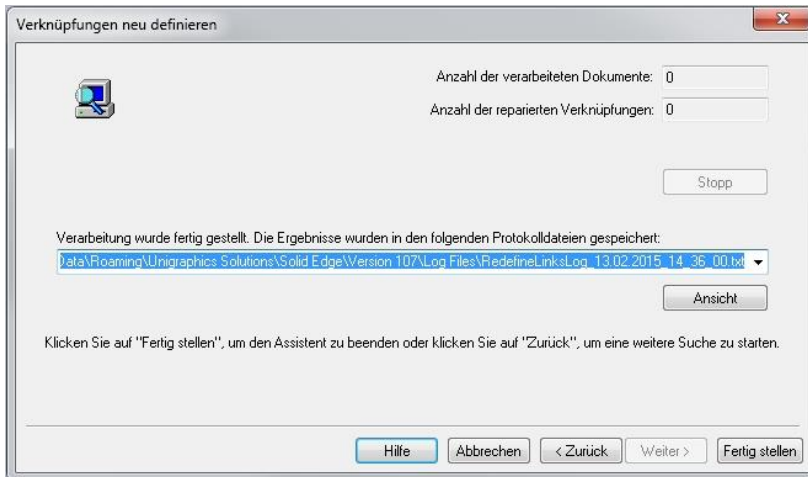 Verknüpfungen neu definieren
Anzahl der verarbeiteten Dokumente: 0
Anzahl der reparierten Verknüpfungen: 0
Stopp
Verarbeitung wurde fertig gestellt. Die Ergebnisse wurden in den folgenden Protokolldateien gespeichert:
Data\Roaming\Unigraphics Solutions\Solid Edge\Version 107\Log Files\RedefineLinksLog_13.02.2015_14_36_00.txt
Ansicht
Klicken Sie auf "Fertig stellen", um den Assistent zu beenden oder klicken Sie auf "Zurück", um eine weitere Suche zu starten.
Hilfe Abbrechen < Zurück Weiter > Fertig stellen